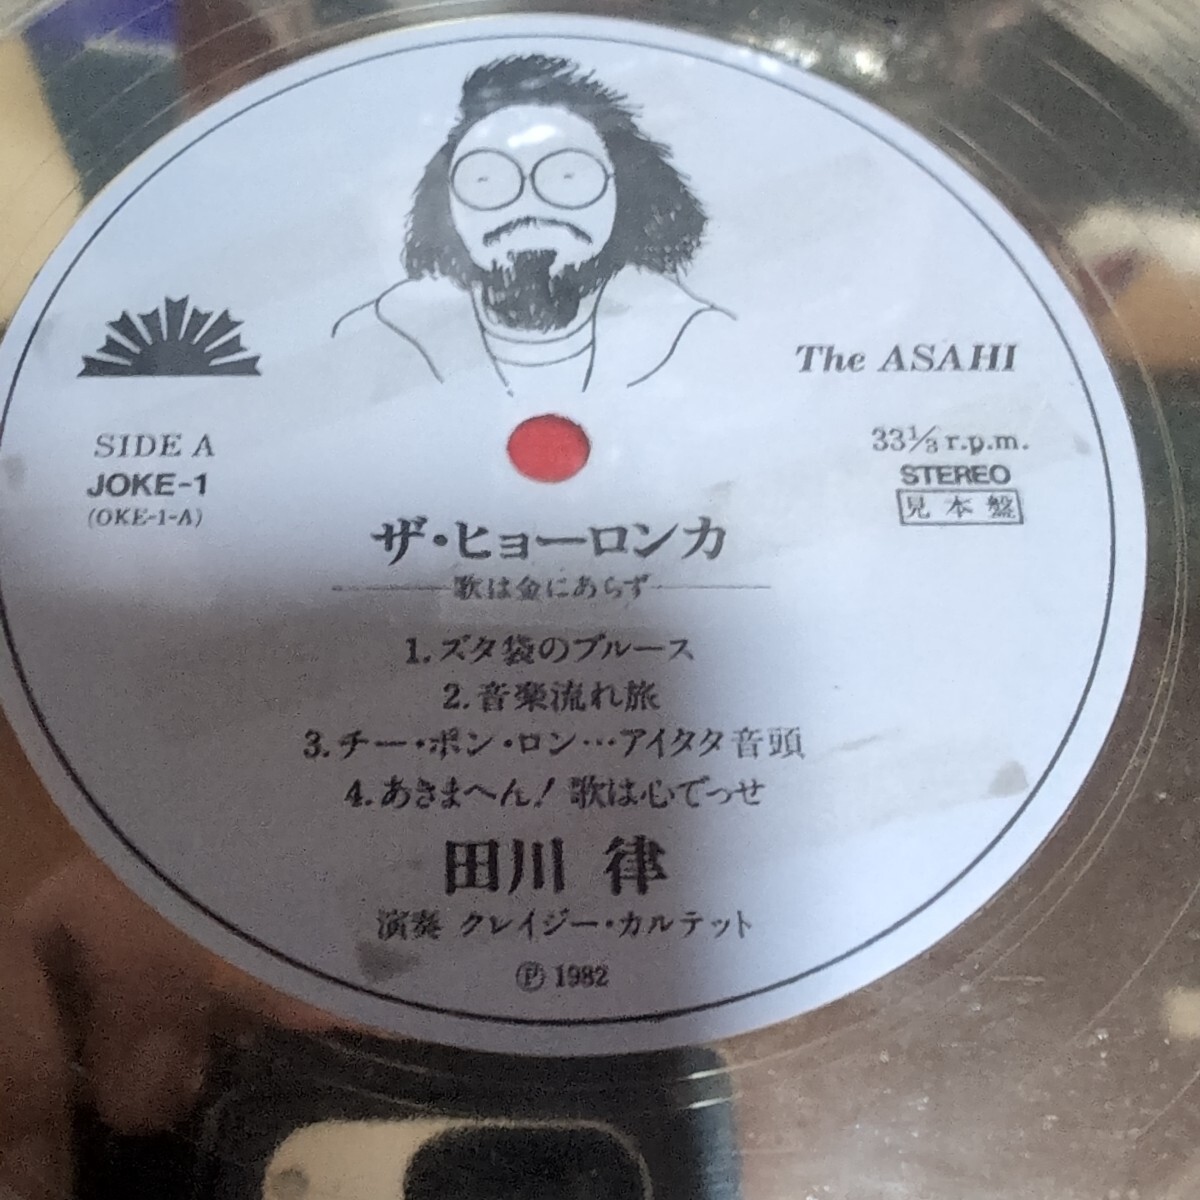 The ASAHI
SIDE A
JOKE-1
(OKE-1-A)
33⅓ r.p.m.
STEREO
見本盤
ザ・ヒョーロンカ
歌は金にあらず
1. ズタ袋のブルース
2. 音楽流れ旅
3. チー・ポン・ロン…アイタタ音頭
4. あきまへん! 歌は心でっせ
田川 律
演奏 クレイジー・カルテット
Ⓟ 1982